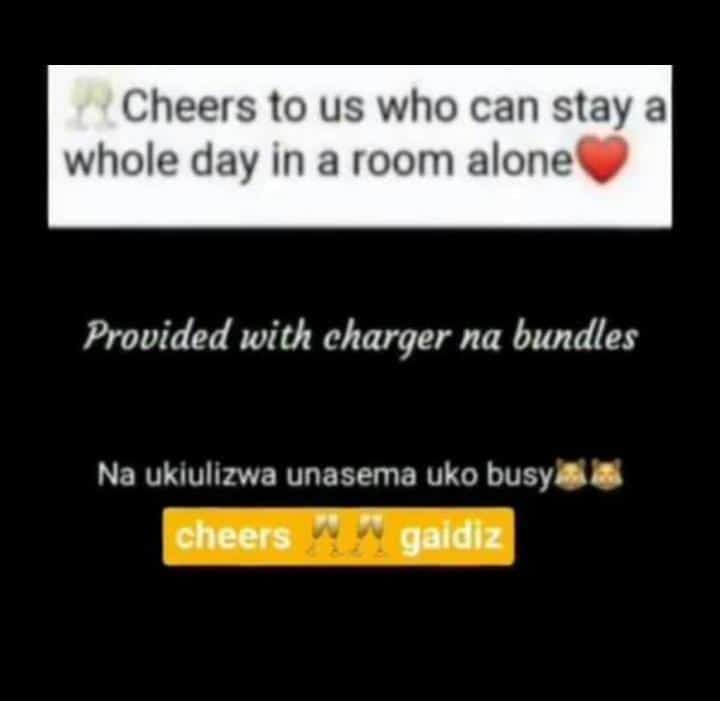 🥂Cheers to us who can stay a
whole day in a room alone❤️
Provided with charger na bundles
Na ukiulizwa unasema uko busy😹😹
cheers 🥂🥂 gaidiz